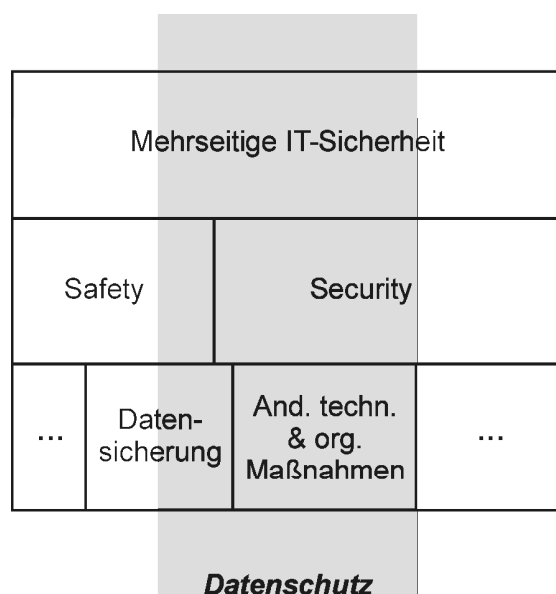 Mehrseitige IT-Sicherheit
Safety
Security
...
Daten-
sicherung
And. techn.
& org.
Maßnahmen
...
Datenschutz